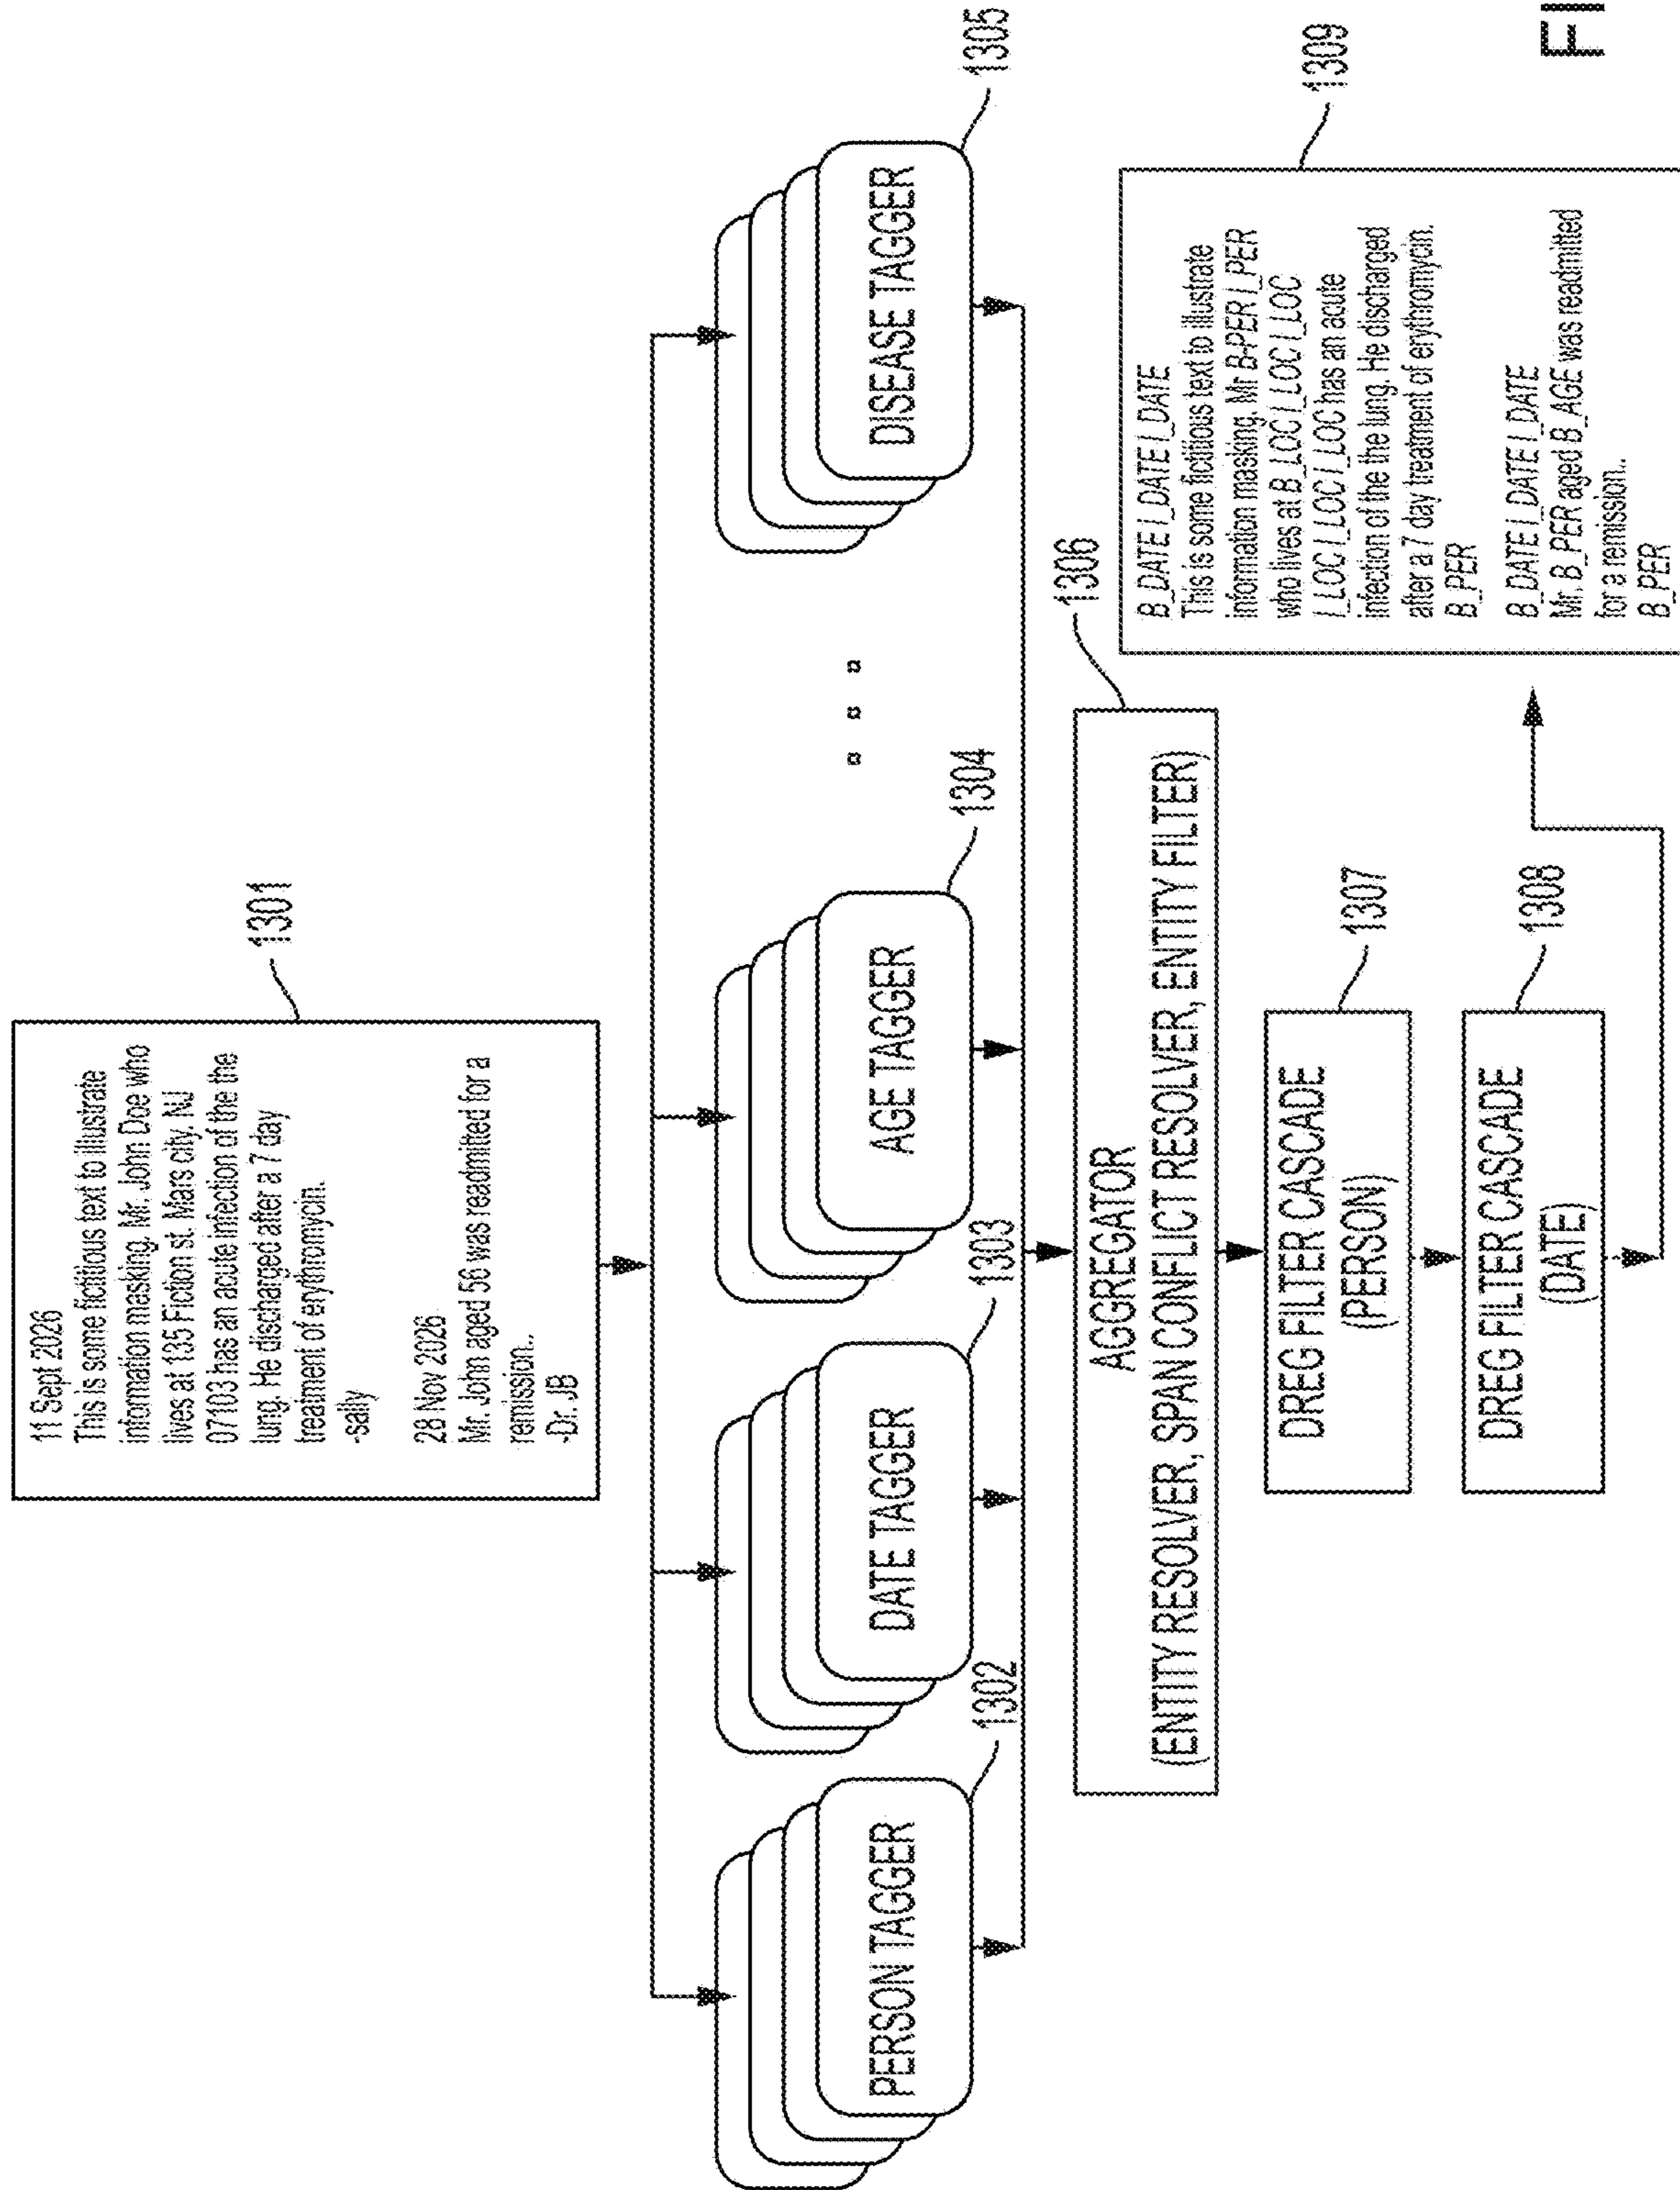 11 Sept 2026
This is some fictitious text to illustrate
information masking. Mr. John Doe who
lives at 135 Fiction st. Mars city. NJ
07103 has an acute infection of the the
lung. He discharged after a 7 day
treatment of erythromycin.
-sally
28 Nov 2026
Mr. John aged 56 was readmitted for a
remission..
-Dr. JB
1301
PERSON TAGGER
1302
DATE TAGGER
1303
AGE TAGGER
1304
DISEASE TAGGER
1305
AGGREGATOR
(ENTITY RESOLVER, SPAN CONFLICT RESOLVER, ENTITY FILTER)
1306
DREG FILTER CASCADE
(PERSON)
1307
DREG FILTER CASCADE
(DATE)
1308
B_DATE I_DATE I_DATE
This is some fictitious text to illustrate
information masking. Mr B-PER I_PER
who lives at B_LOC I_LOC I_LOC
I_LOC I_LOC I_LOC has an acute
infection of the the lung. He discharged
after a 7 day treatment of erythromycin.
B_PER
B_DATE I_DATE I_DATE
Mr. B_PER aged B_AGE was readmitted
for a remission..
B_PER
1309